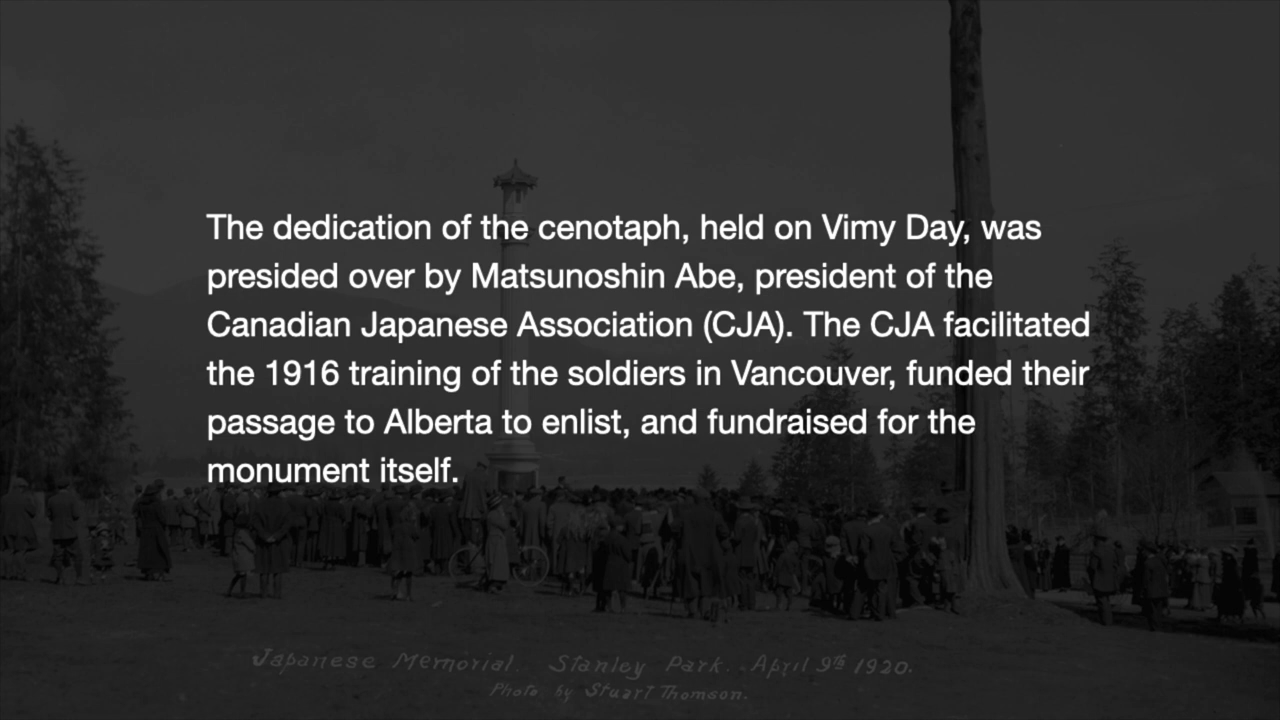 The dedication of the cenotaph, held on Vimy Day, was
presided over by Matsunoshin Abe, president of the
Canadian Japanese Association (CJA). The CJA facilitated
the 1916 training of the soldiers in Vancouver, funded their
passage to Alberta to enlist, and fundraised for the
monument itself.
Japanese Memorial. Stanley Park. April 9th 1920.
Photo by Stuart Thomson.